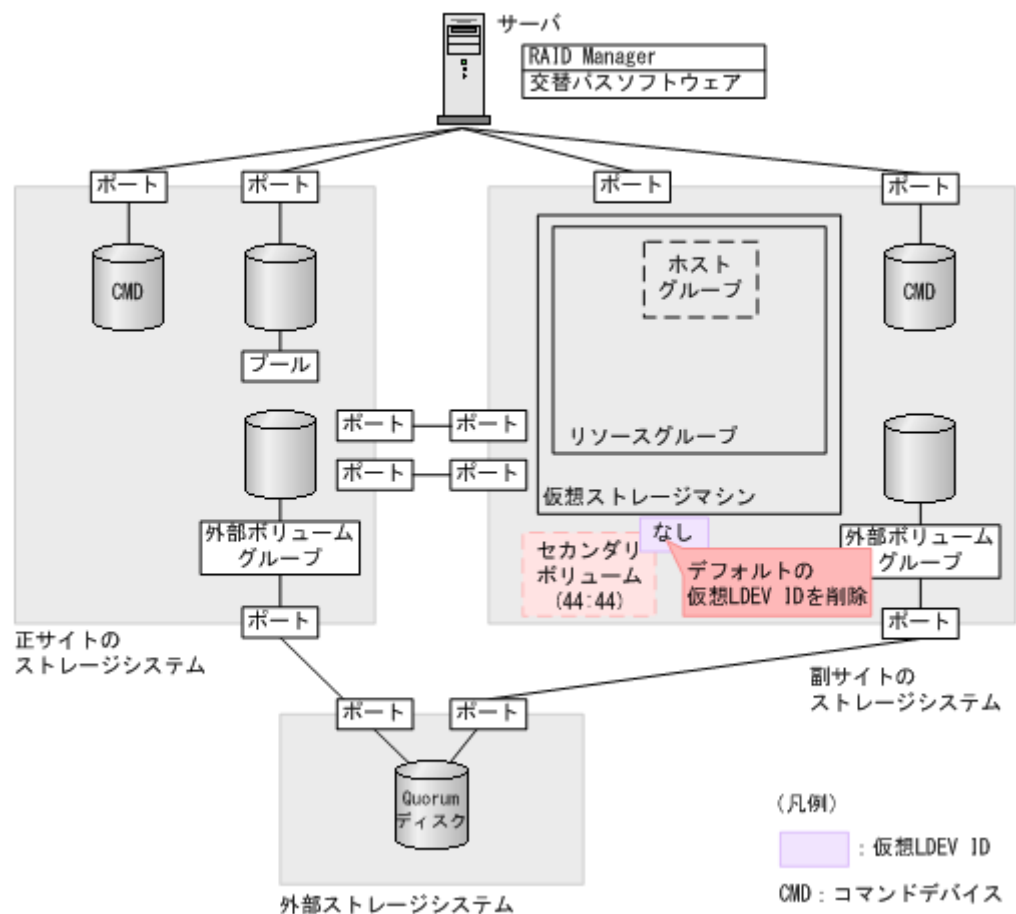 サーバ
RAID Manager
交替パスソフトウェア
ポート
ポート
ポート
ポート
CMD
ホスト
グループ
CMD
プール
ポート
ポート
ポート
ポート
リソースグループ
仮想ストレージマシン
外部ボリューム
グループ
なし
セカンダリ
ボリューム
(44:44)
デフォルトの
仮想LDEV IDを削除
外部ボリューム
グループ
ポート
ポート
正サイトの
ストレージシステム
副サイトの
ストレージシステム
ポート
ポート
Quorum
ディスク
外部ストレージシステム
(凡例)
：仮想LDEV ID
CMD：コマンドデバイス